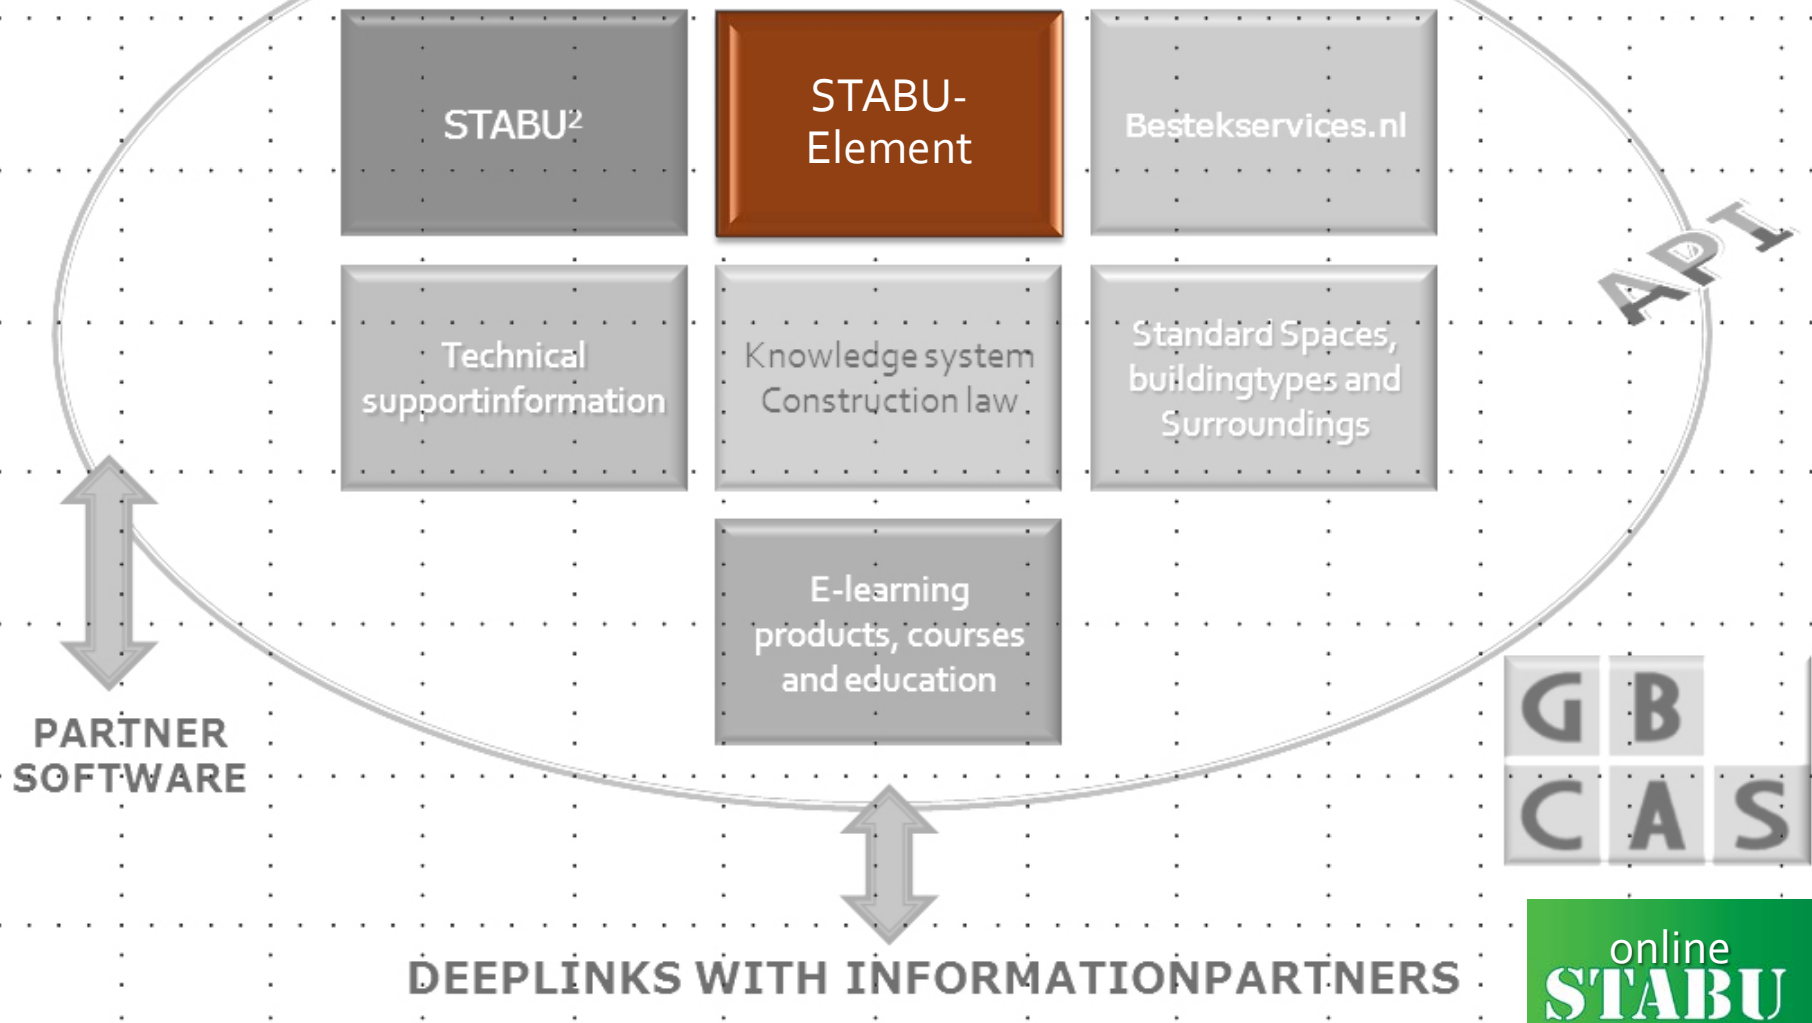 STABU²
STABU-
Element
Bestekservices.nl
API
Technical
supportinformation
Knowledge system
Construction law
Standard Spaces,
buildingtypes and
Surroundings
E-learning
products, courses
and education
PARTNER
SOFTWARE
G B
C A S
DEEPLINKS WITH INFORMATIONPARTNERS
online
STABU